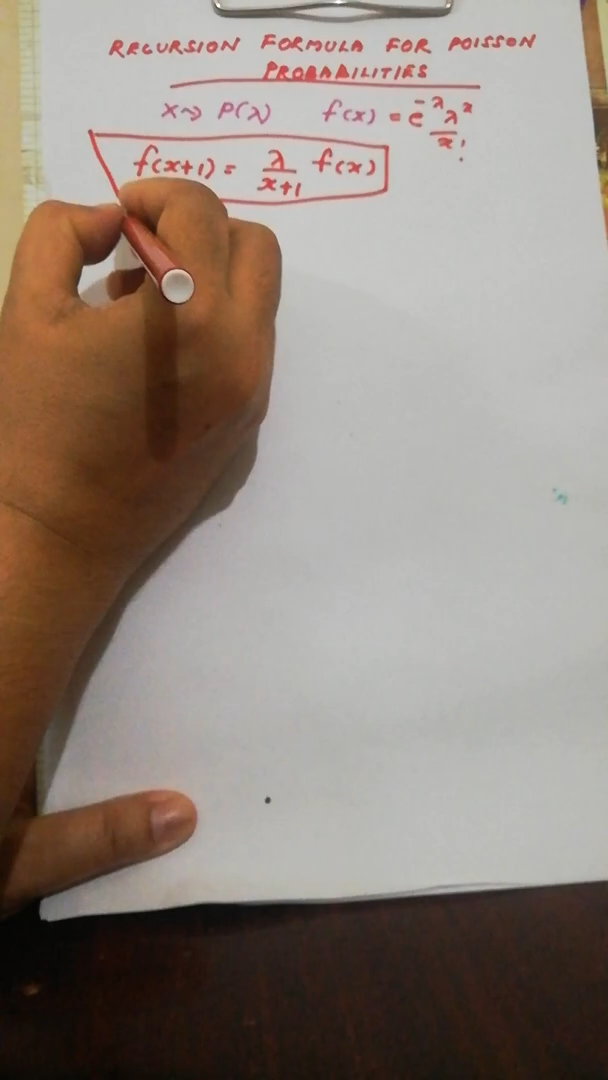 RECURSION FORMULA FOR POISSON
PROBABILITIES
X ~> P(λ) f(x) = e^-λ λ^x / x!
f(x+1) = λ/x+1 f(x)